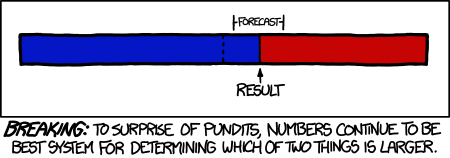 FORECAST
RESULT
BREAKING: TO SURPRISE OF PUNDITS, NUMBERS CONTINUE TO BE
BEST SYSTEM FOR DETERMINING WHICH OF TWO THINGS IS LARGER.